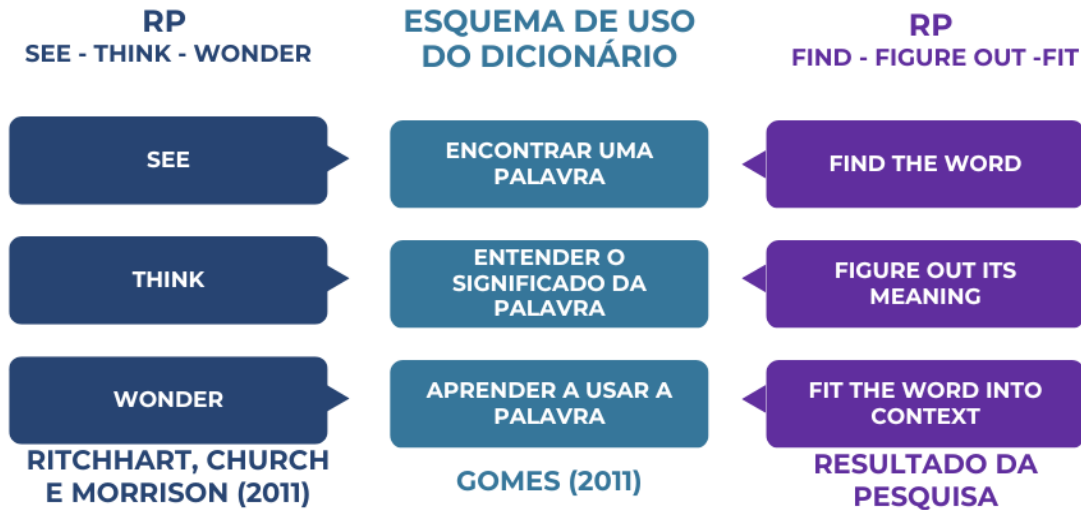 RP
SEE - THINK - WONDER
ESQUEMA DE USO
DO DICIONÁRIO
RP
FIND - FIGURE OUT -FIT
SEE
ENCONTRAR UMA
PALAVRA
FIND THE WORD
THINK
ENTENDER O
SIGNIFICADO DA
PALAVRA
FIGURE OUT ITS
MEANING
WONDER
APRENDER A USAR A
PALAVRA
FIT THE WORD INTO
CONTEXT
RITCHHART, CHURCH
E MORRISON (2011)
GOMES (2011)
RESULTADO DA
PESQUISA